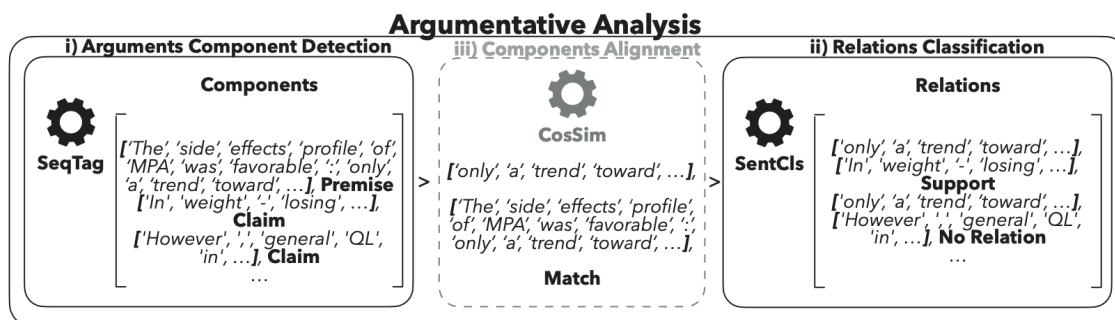 Argumentative Analysis
i) Arguments Component Detection
Components
SeqTag
['The', 'side', 'effects', 'profile', 'of',
'MPA', 'was', 'favorable', ':', 'only',
'a', 'trend', 'toward', …], Premise
['In', 'weight', '-', 'losing', …],
Claim
['However', ',', 'general', 'QL',
'in', …], Claim
…
>
iii) Components Alignment
CosSim
['only', 'a', 'trend', 'toward', …],
['The', 'side', 'effects', 'profile',
'of', 'MPA', 'was', 'favorable', ':',
'only', 'a', 'trend', 'toward', …],
Match
>
ii) Relations Classification
Relations
SentCls
['only', 'a', 'trend', 'toward', …],
['In', 'weight', '-', 'losing', …],
Support
['only', 'a', 'trend', 'toward', …],
['However', ',', 'general', 'QL',
'in', …], No Relation
…